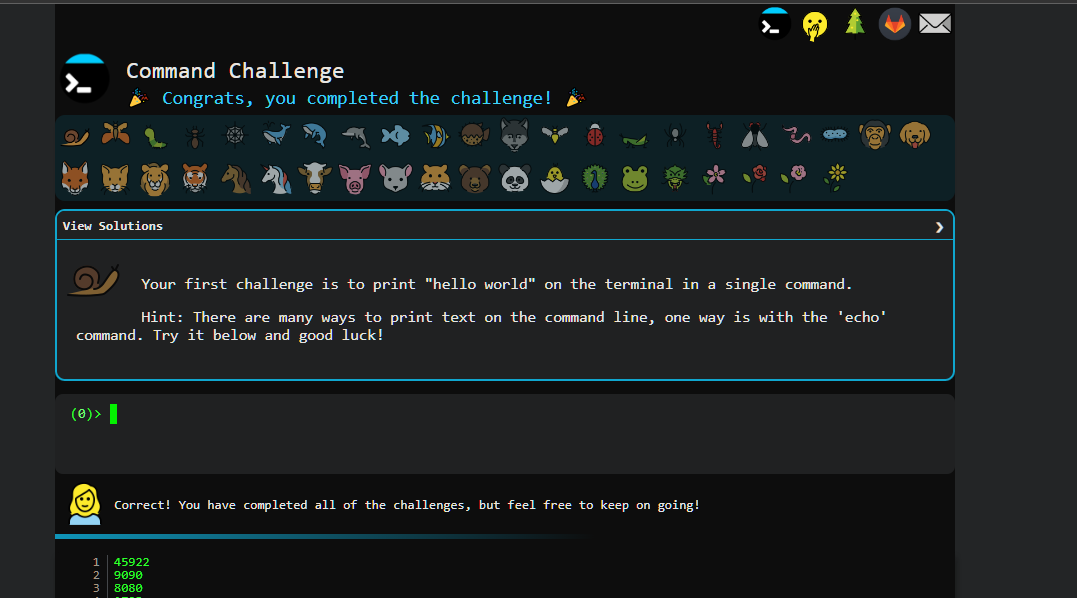 Command Challenge
Congrats, you completed the challenge!
View Solutions
Your first challenge is to print "hello world" on the terminal in a single command.
Hint: There are many ways to print text on the command line, one way is with the 'echo'
command. Try it below and good luck!
(0)>
Correct! You have completed all of the challenges, but feel free to keep on going!
1 45922
2 9090
3 8080